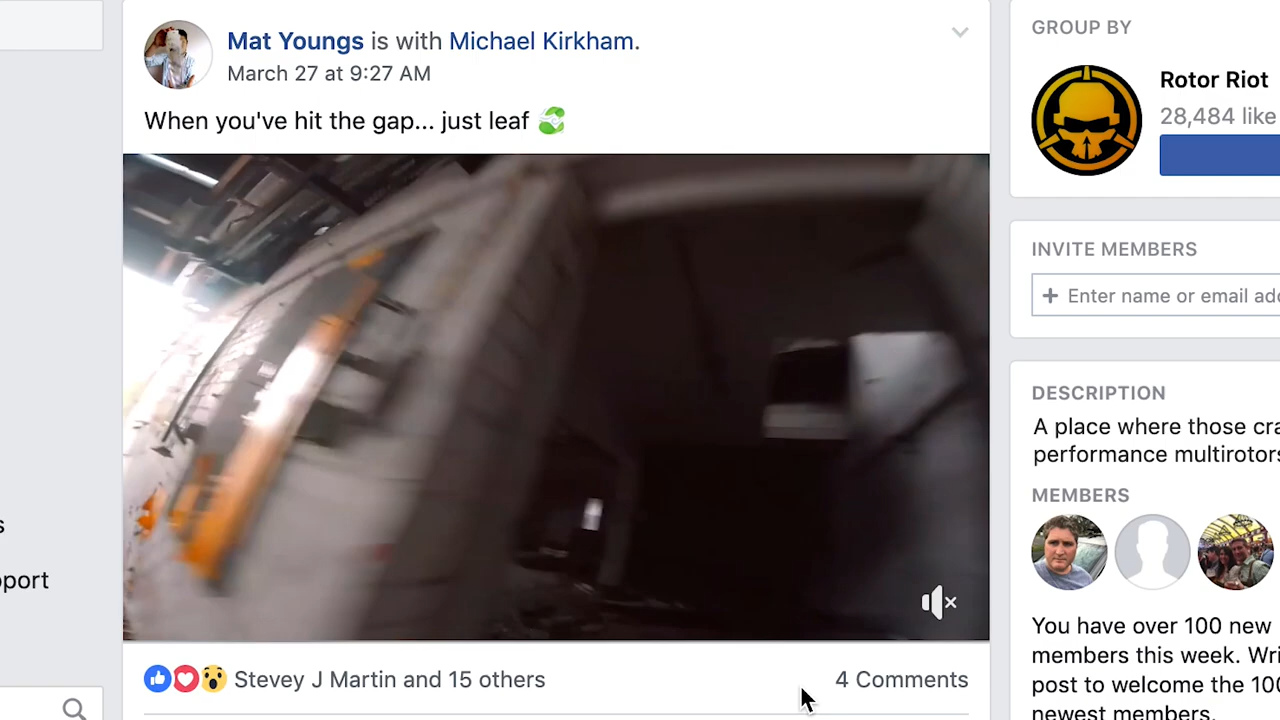 Mat Youngs is with Michael Kirkham.
March 27 at 9:27 AM
When you've hit the gap... just leaf
Stevey J Martin and 15 others
4 Comments
GROUP BY
Rotor Riot
28,484 like
INVITE MEMBERS
+ Enter name or email add
DESCRIPTION
A place where those cra
performance multirotors
MEMBERS
You have over 100 new
members this week. Wri
post to welcome the 100
newest members.
s
pport